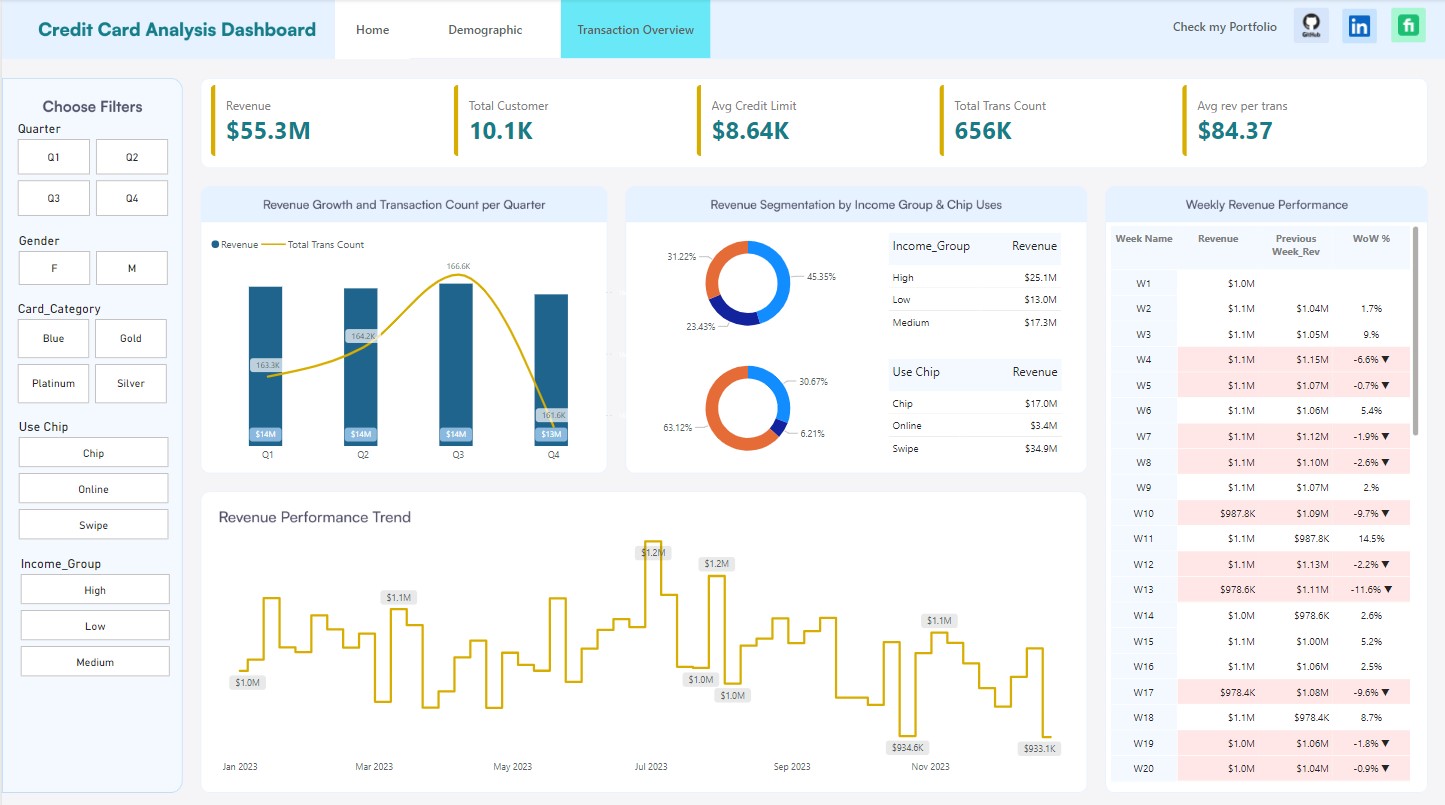 Credit Card Analysis Dashboard
Home
Demographic
Transaction Overview
Check my Portfolio
GitHub
in
fi
Choose Filters
Quarter
Q1 Q2
Q3 Q4
Gender
F M
Card_Category
Blue Gold
Platinum Silver
Use Chip
Chip
Online
Swipe
Income_Group
High
Low
Medium
Revenue
$55.3M
Total Customer
10.1K
Avg Credit Limit
$8.64K
Total Trans Count
656K
Avg rev per trans
$84.37
Revenue Growth and Transaction Count per Quarter
Revenue Total Trans Count
166.6K
164.2K
163.3K
161.6K
$14M $14M $14M $13M
Q1 Q2 Q3 Q4
Revenue Segmentation by Income Group & Chip Uses
31.22%
45.35%
23.43%
Income_Group Revenue
High $25.1M
Low $13.0M
Medium $17.3M
30.67%
63.12%
6.21%
Use Chip Revenue
Chip $17.0M
Online $3.4M
Swipe $34.9M
Revenue Performance Trend
$1.2M
$1.2M
$1.1M
$1.1M
$1.0M
$1.0M
$1.0M
$934.6K
$933.1K
Jan 2023 Mar 2023 May 2023 Jul 2023 Sep 2023 Nov 2023
Weekly Revenue Performance
Week Name Revenue Previous WoW %
Week_Rev
W1 $1.0M
W2 $1.1M $1.04M 1.7%
W3 $1.1M $1.05M 9.%
W4 $1.1M $1.15M -6.6% ▼
W5 $1.1M $1.07M -0.7% ▼
W6 $1.1M $1.06M 5.4%
W7 $1.1M $1.12M -1.9% ▼
W8 $1.1M $1.10M -2.6% ▼
W9 $1.1M $1.07M 2.%
W10 $987.8K $1.09M -9.7% ▼
W11 $1.1M $987.8K 14.5%
W12 $1.1M $1.13M -2.2% ▼
W13 $978.6K $1.11M -11.6% ▼
W14 $1.0M $978.6K 2.6%
W15 $1.1M $1.00M 5.2%
W16 $1.1M $1.06M 2.5%
W17 $978.4K $1.08M -9.6% ▼
W18 $1.1M $978.4K 8.7%
W19 $1.0M $1.06M -1.8% ▼
W20 $1.0M $1.04M -0.9% ▼